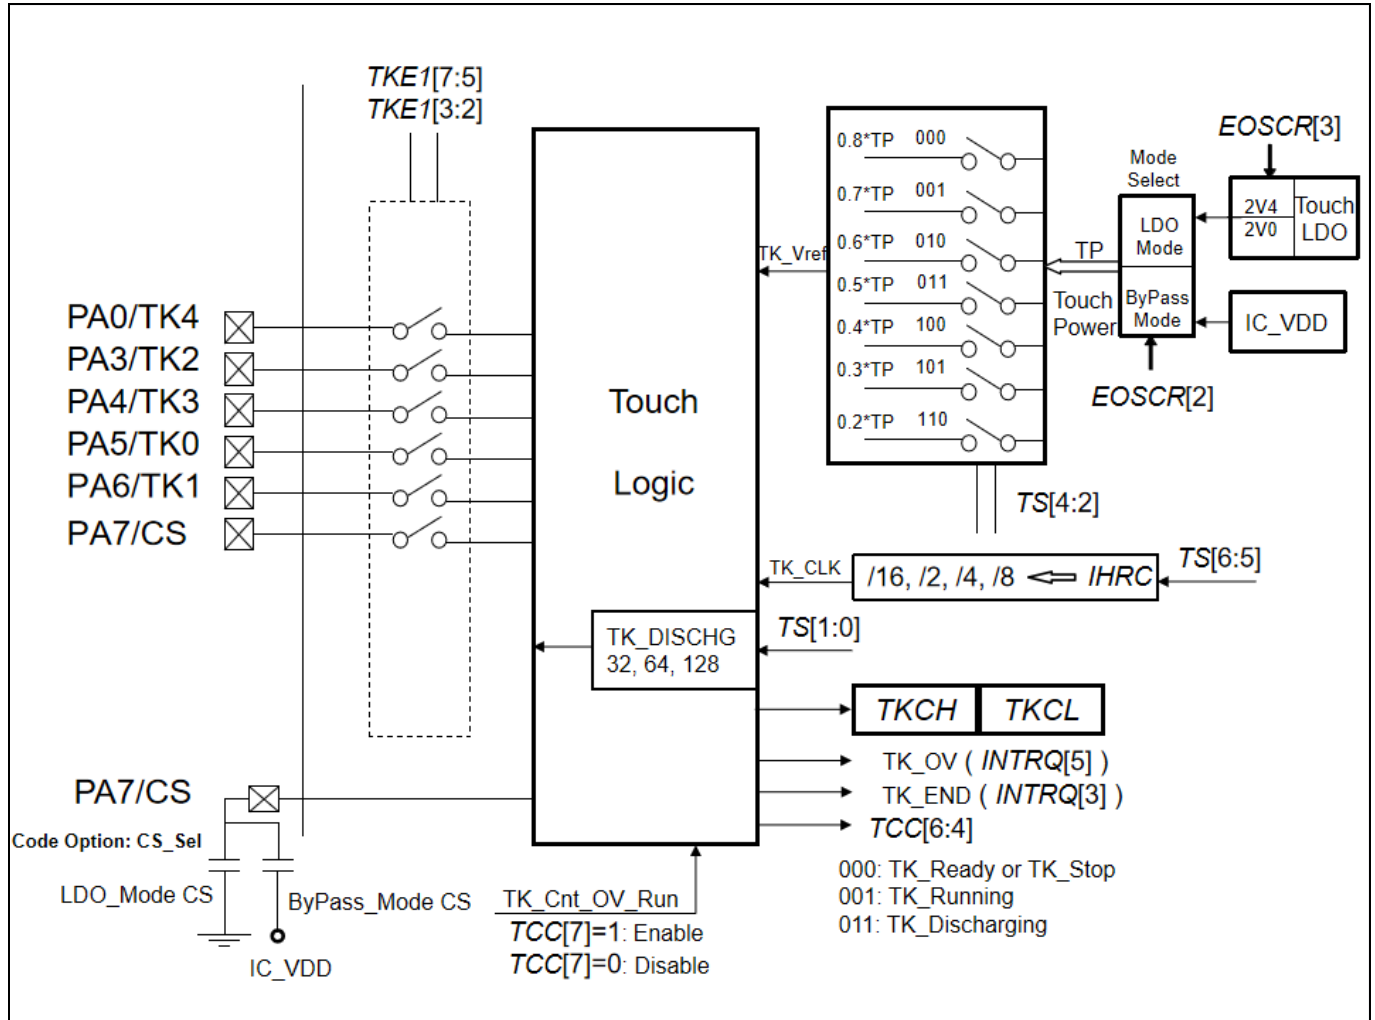 TKE1[7:5]
TKE1[3:2]
PA0/TK4
PA3/TK2
PA4/TK3
PA5/TK0
PA6/TK1
PA7/CS
Touch
Logic
TK_Vref
0.8*TP 000
0.7*TP 001
0.6*TP 010
0.5*TP 011
0.4*TP 100
0.3*TP 101
0.2*TP 110
TS[4:2]
TP
Touch
Power
Mode
Select
LDO
Mode
ByPass
Mode
EOSCR[3]
2V4
2V0
Touch
LDO
IC_VDD
EOSCR[2]
TK_CLK
/16, /2, /4, /8 IHRC
TS[6:5]
TK_DISCHG
32, 64, 128
TS[1:0]
TKCH TKCL
TK_OV ( INTRQ[5] )
TK_END ( INTRQ[3] )
TCC[6:4]
000: TK_Ready or TK_Stop
001: TK_Running
011: TK_Discharging
PA7/CS
Code Option: CS_Sel
LDO_Mode CS
ByPass_Mode CS
IC_VDD
TK_Cnt_OV_Run
TCC[7]=1: Enable
TCC[7]=0: Disable